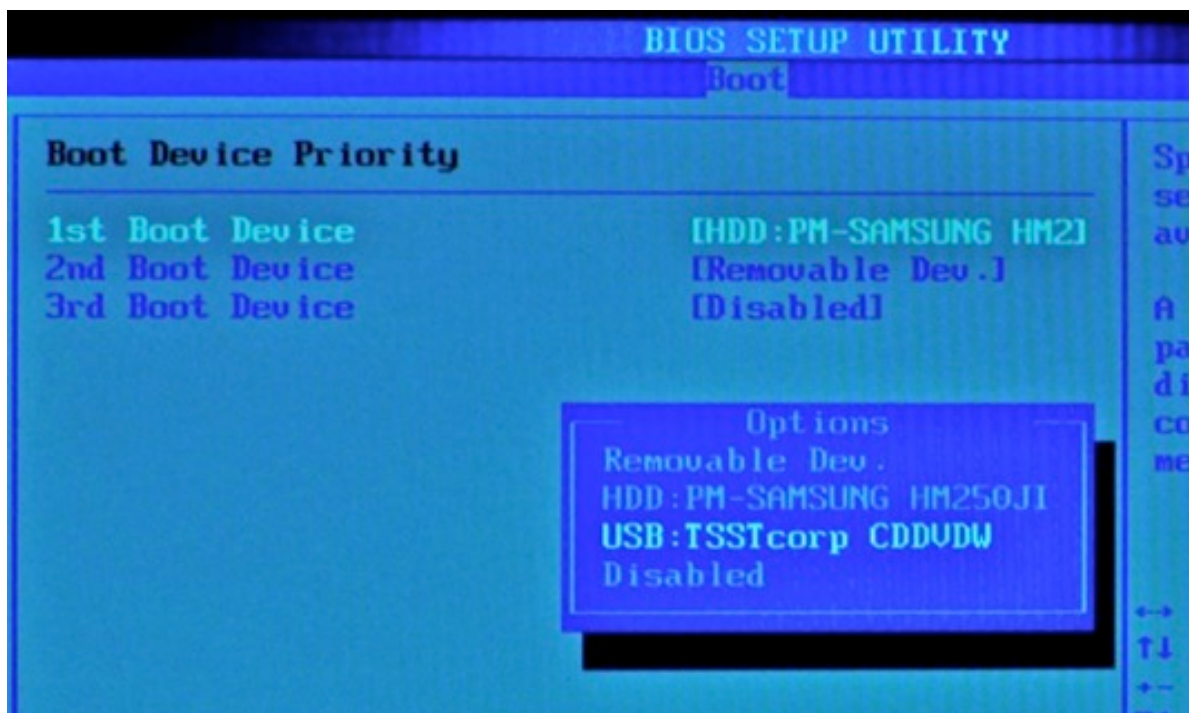 BIOS SETUP UTILITY
Boot
Boot Device Priority
1st Boot Device [HDD:PM-SAMSUNG HM2]
2nd Boot Device [Removable Dev.]
3rd Boot Device [Disabled]
Options
Removable Dev.
HDD:PM-SAMSUNG HM250JI
USB:TSSTcorp CDDVDW
Disabled